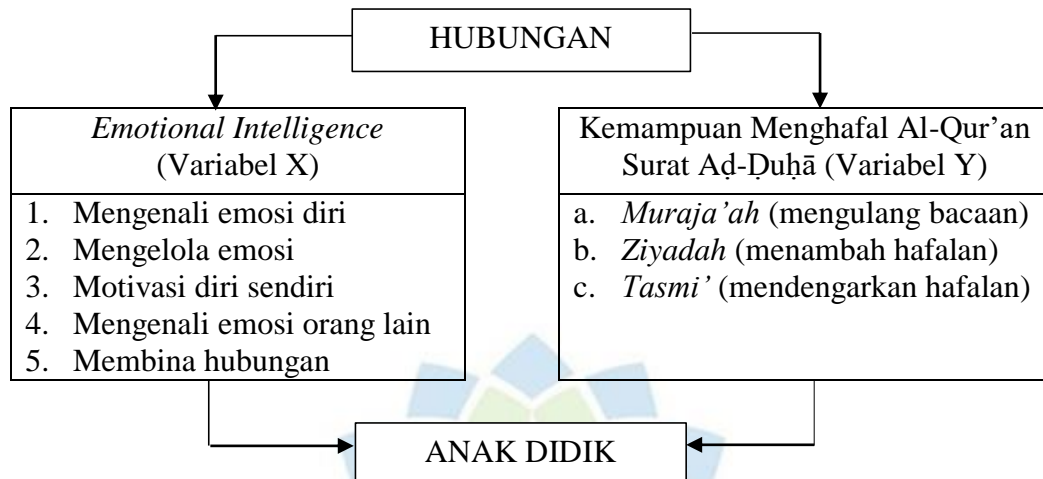 HUBUNGAN
Emotional Intelligence
(Variabel X)
1. Mengenali emosi diri
2. Mengelola emosi
3. Motivasi diri sendiri
4. Mengenali emosi orang lain
5. Membina hubungan
Kemampuan Menghafal Al-Qur’an
Surat Aḍ-Ḍuḥā (Variabel Y)
a. Muraja’ah (mengulang bacaan)
b. Ziyadah (menambah hafalan)
c. Tasmi’ (mendengarkan hafalan)
ANAK DIDIK